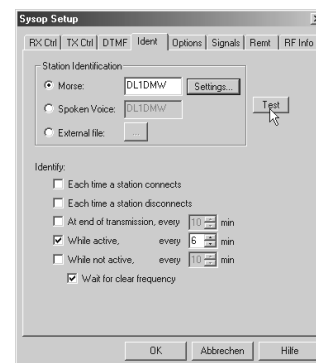 Sysop Setup
RX Ctrl TX Ctrl DTMF Ident Options Signals Remt RF Info
Station Identification
Morse: DL1DMW Settings...
Test
Spoken Voice: DL1DMW
External file: ...
Identify:
Each time a station connects
Each time a station disconnects
At end of transmission, every 10 min
While active, every 6 min
While not active, every 10 min
Wait for clear frequency
OK Abbrechen Hilfe